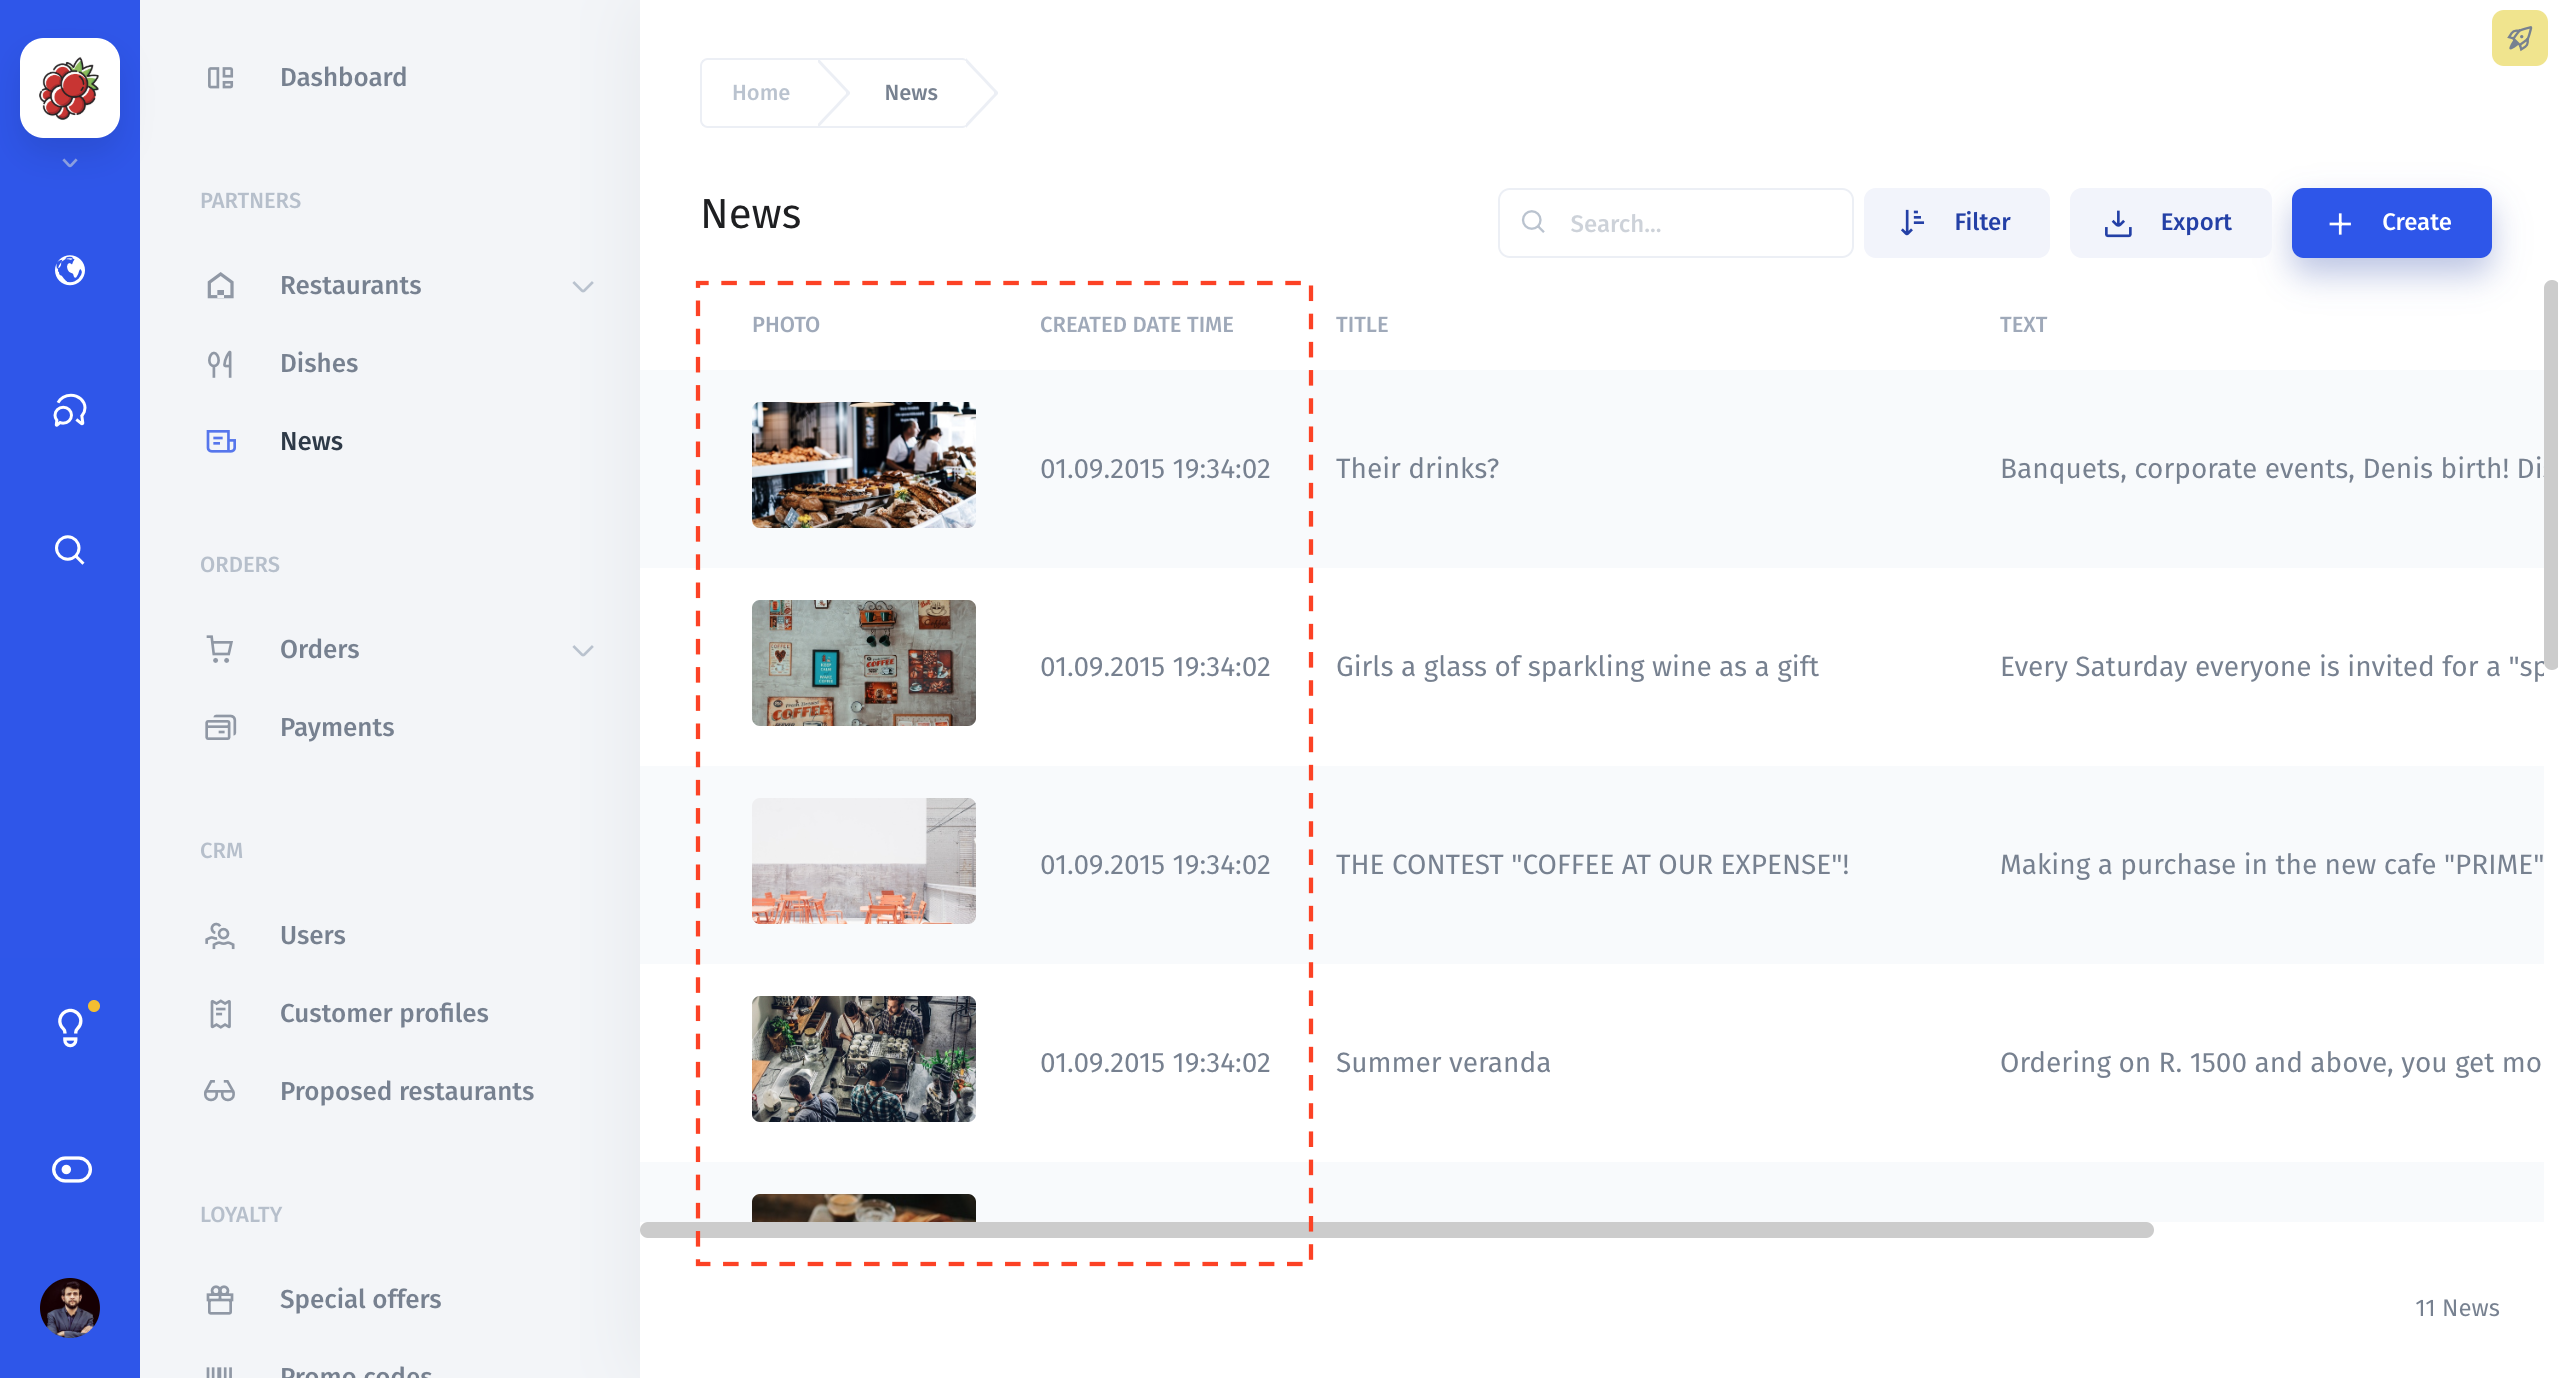 Dashboard
PARTNERS
Restaurants
Dishes
News
ORDERS
Orders
Payments
CRM
Users
Customer profiles
Proposed restaurants
LOYALTY
Special offers
Promo codes
Home
News
News
Search...
Filter
Export
Create
PHOTO CREATED DATE TIME TITLE TEXT
01.09.2015 19:34:02 Their drinks? Banquets, corporate events, Denis birth! Di
COFFEE
COFFEE
01.09.2015 19:34:02 Girls a glass of sparkling wine as a gift Every Saturday everyone is invited for a "sp
01.09.2015 19:34:02 THE CONTEST "COFFEE AT OUR EXPENSE"! Making a purchase in the new cafe "PRIME"
01.09.2015 19:34:02 Summer veranda Ordering on R. 1500 and above, you get mo
11 News